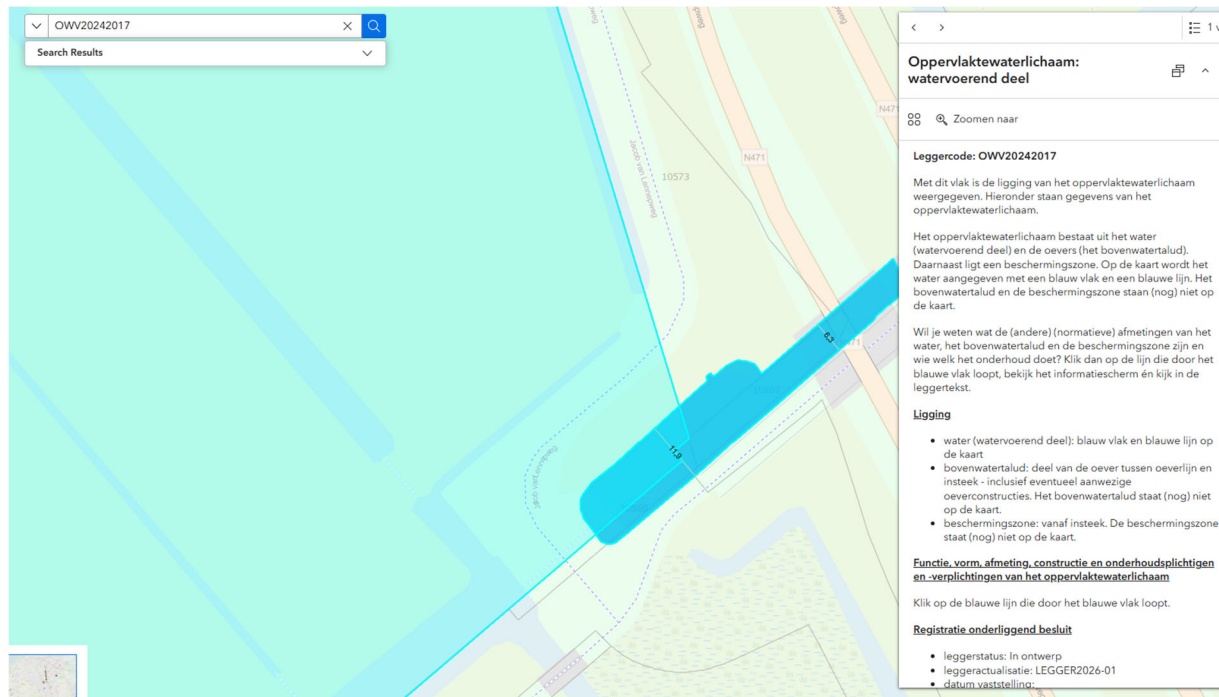 OWV20242017
Search Results
Jacob van Lennepweg
10573
N471
N471
Jacob van Lennepweg
11,9
6,3
1 v
Oppervlaktewaterlichaam:
watervoerend deel
Zoomen naar
Leggercode: OWV20242017
Met dit vlak is de ligging van het oppervlaktewaterlichaam
weergegeven. Hieronder staan gegevens van het
oppervlaktewaterlichaam.
Het oppervlaktewaterlichaam bestaat uit het water
(watervoerend deel) en de oevers (het bovenwatertalud).
Daarnaast ligt een beschermingszone. Op de kaart wordt het
water aangegeven met een blauw vlak en een blauwe lijn. Het
bovenwatertalud en de beschermingszone staan (nog) niet op
de kaart.
Wil je weten wat de (andere) (normatieve) afmetingen van het
water, het bovenwatertalud en de beschermingszone zijn en
wie welk het onderhoud doet? Klik dan op de lijn die door het
blauwe vlak loopt, bekijk het informatiescherm én kijk in de
leggertekst.
Ligging
• water (watervoerend deel): blauw vlak en blauwe lijn op
de kaart
• bovenwatertalud: deel van de oever tussen oeverlijn en
insteek - inclusief eventueel aanwezige
oeverconstructies. Het bovenwatertalud staat (nog) niet
op de kaart.
• beschermingszone: vanaf insteek. De beschermingszone
staat (nog) niet op de kaart.
Functie, vorm, afmeting, constructie en onderhoudsplichtigen
en -verplichtingen van het oppervlaktewaterlichaam
Klik op de blauwe lijn die door het blauwe vlak loopt.
Registratie onderliggend besluit
• leggerstatus: In ontwerp
• leggeractualisatie: LEGGER2026-01
• datum vaststelling: